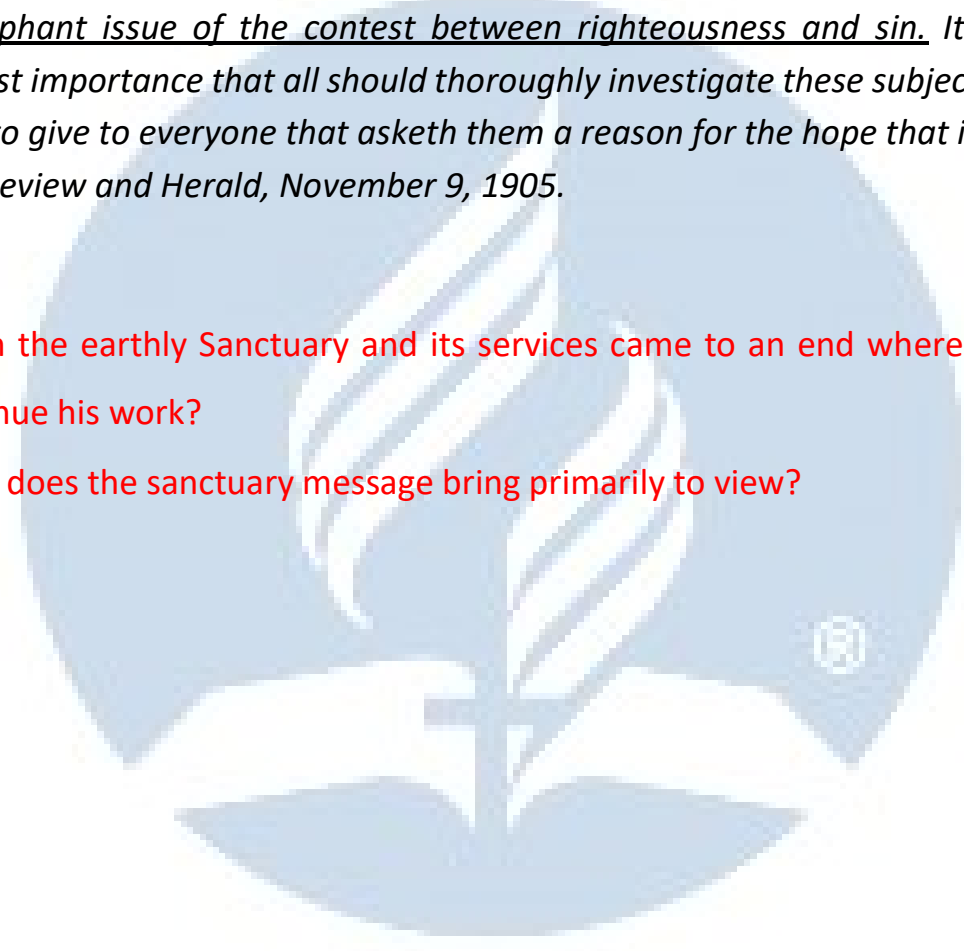 phant issue of the contest between righteousness and sin. It
st importance that all should thoroughly investigate these subjec
to give to everyone that asketh them a reason for the hope that i
eview and Herald, November 9, 1905.
n the earthly Sanctuary and its services came to an end where
nue his work?
does the sanctuary message bring primarily to view?
®